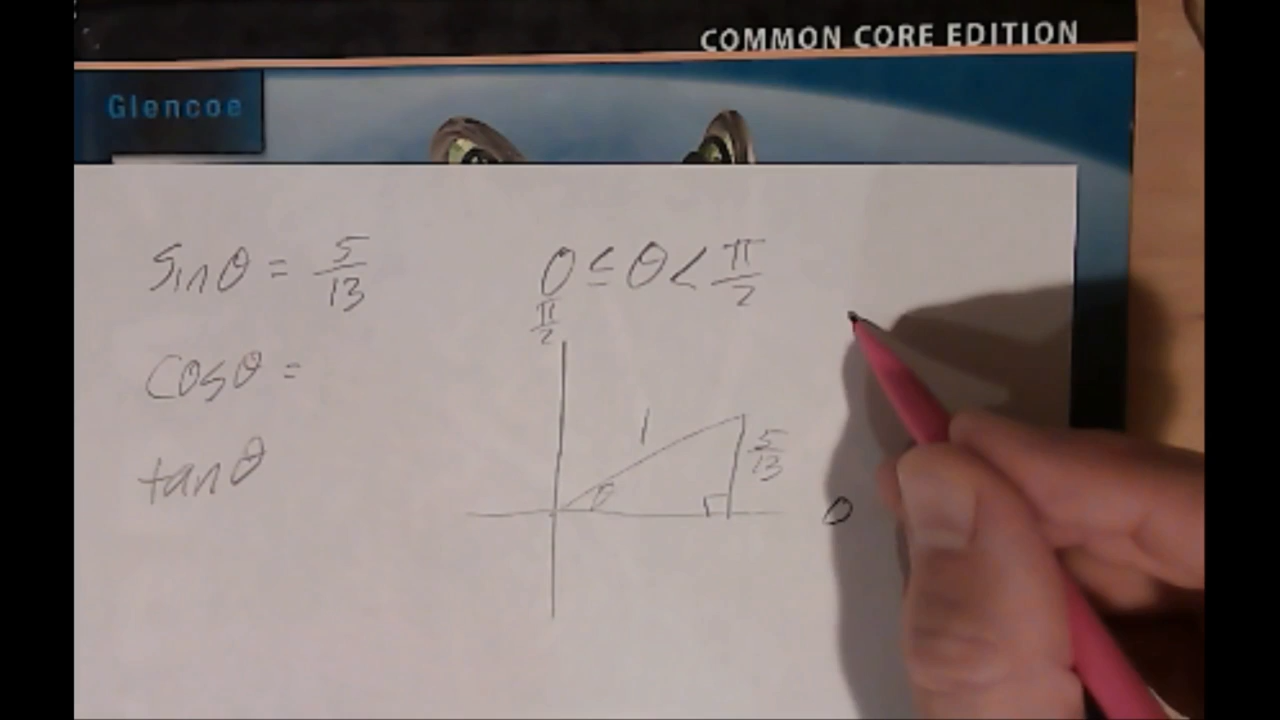 COMMON CORE EDITION
Glencoe
sinθ = 5/13
0 ≤ θ < π/2
π/2
cosθ =
1
5/13
θ
0
tanθ